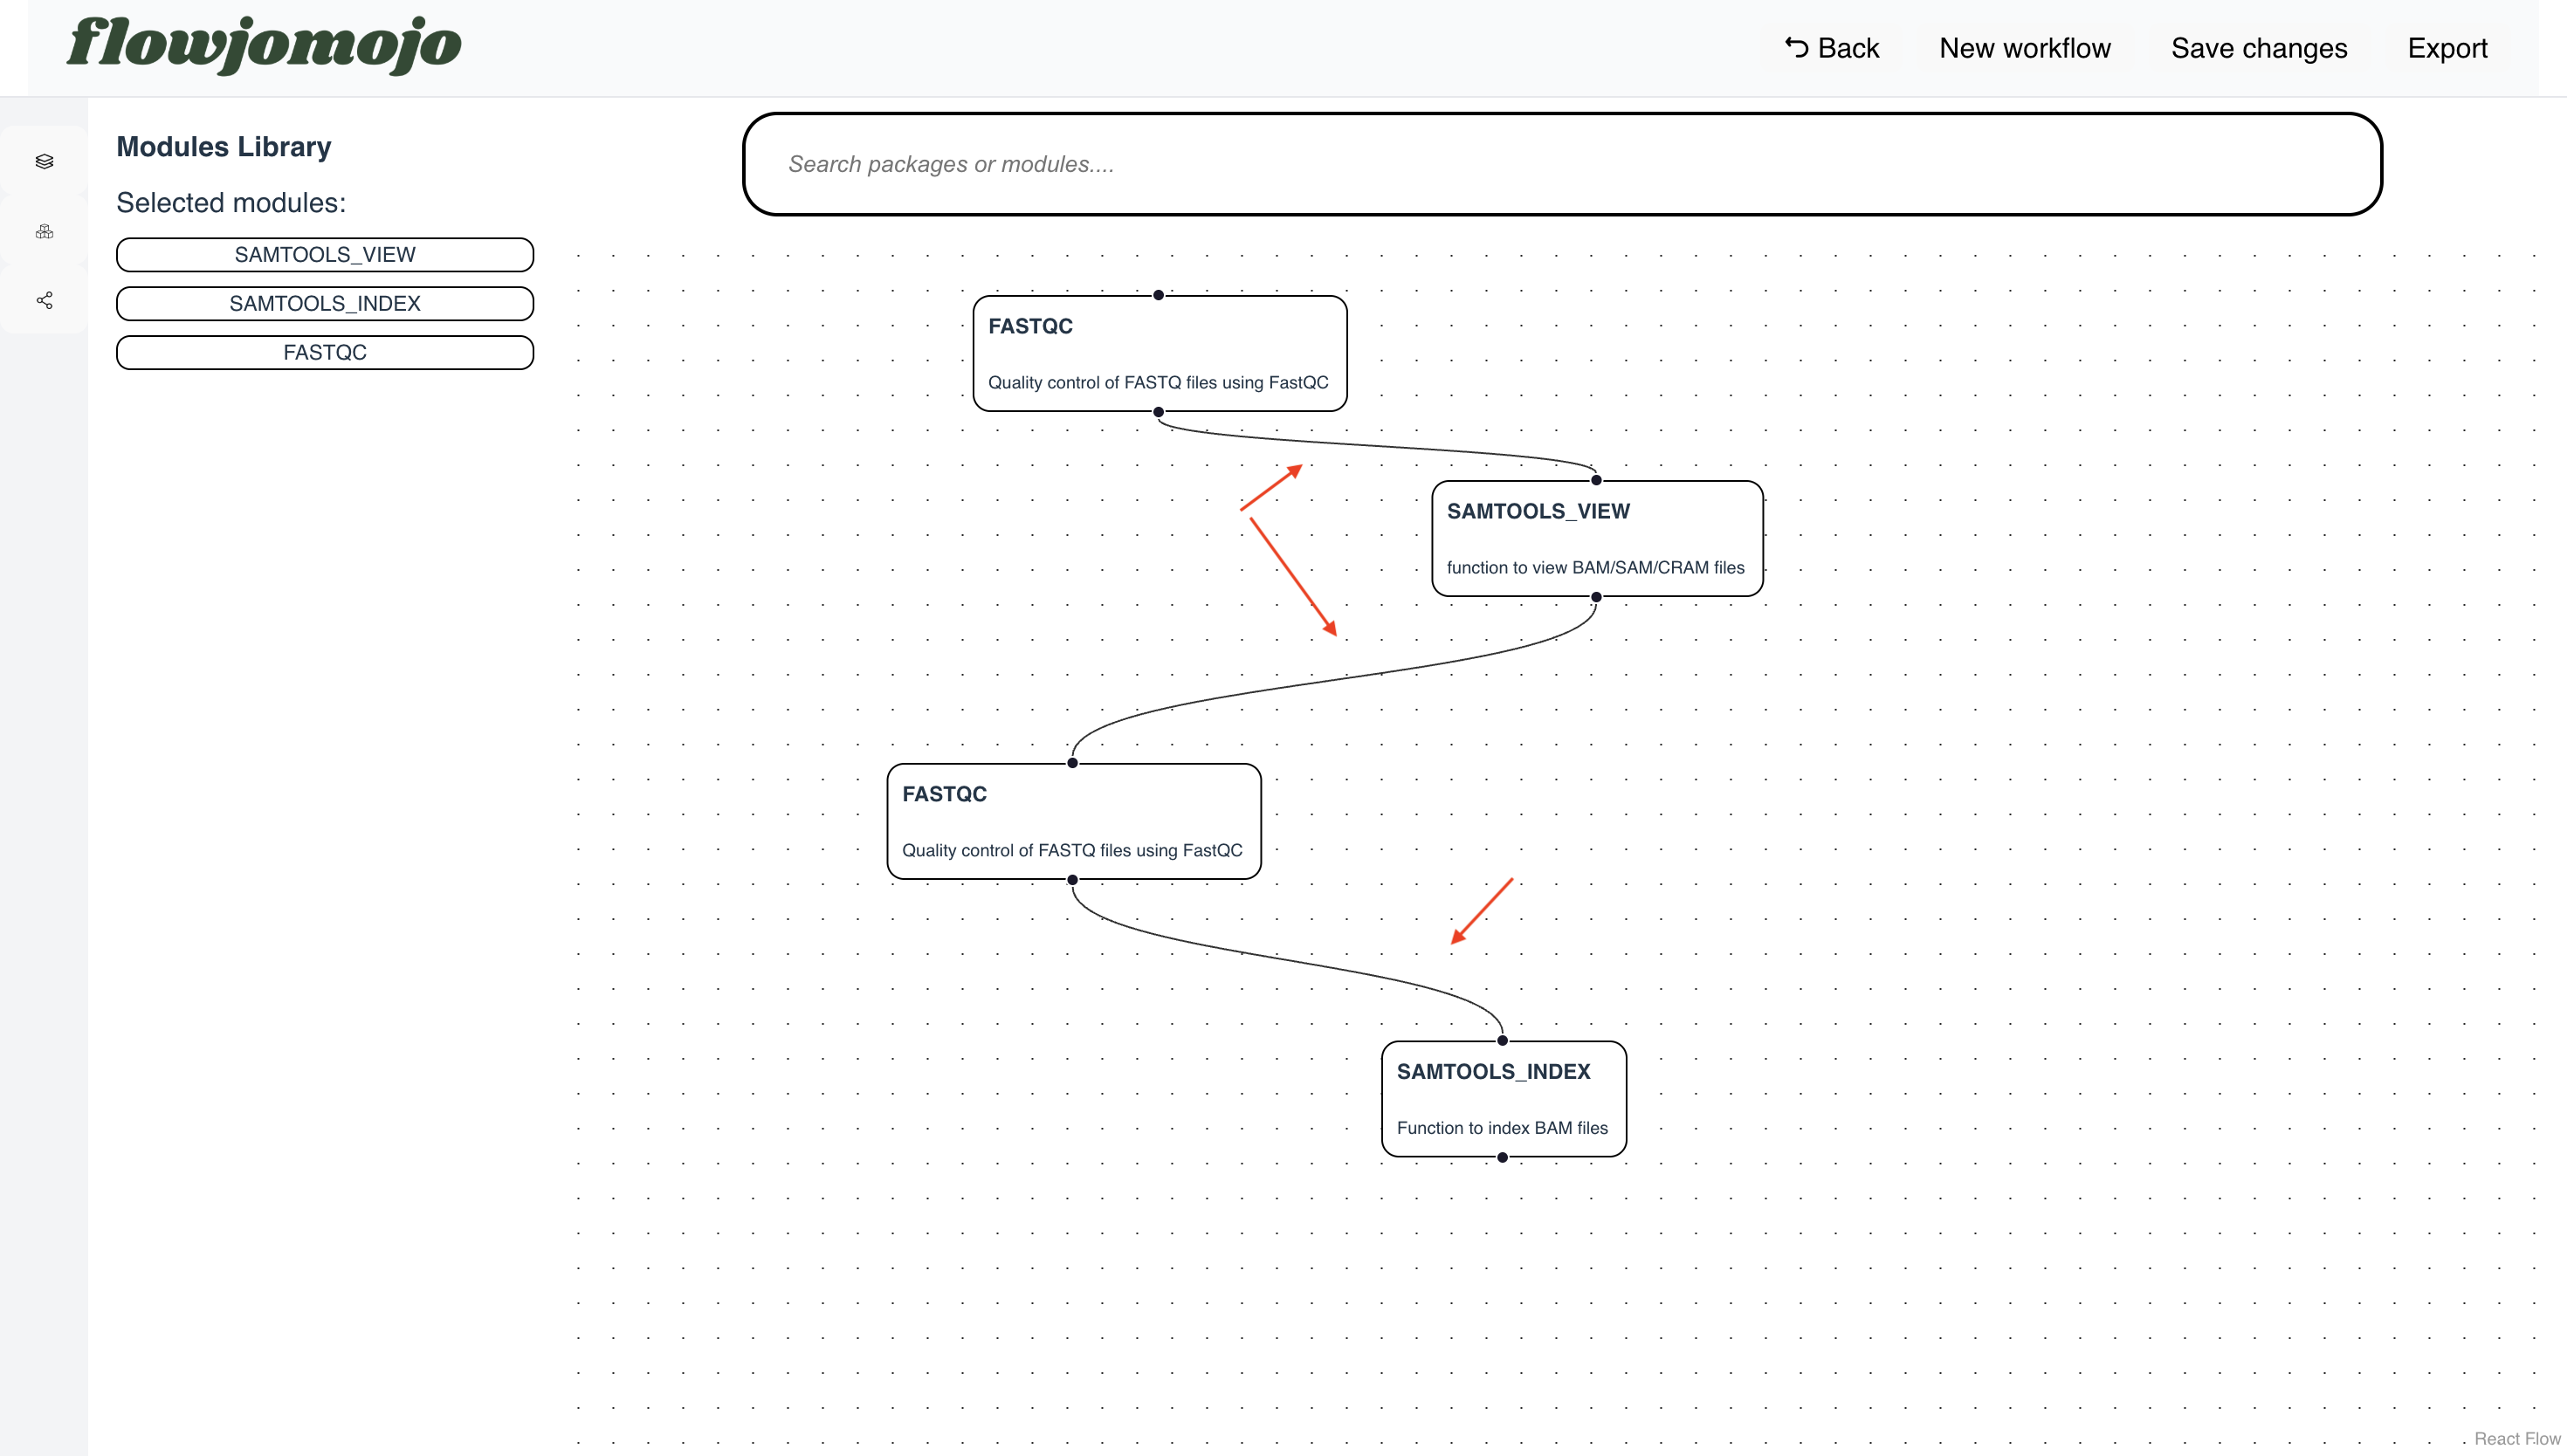 flowjomojo
Back
New workflow
Save changes
Export
Modules Library
Selected modules:
SAMTOOLS_VIEW
SAMTOOLS_INDEX
FASTQC
Search packages or modules....
FASTQC
Quality control of FASTQ files using FastQC
SAMTOOLS_VIEW
function to view BAM/SAM/CRAM files
FASTQC
Quality control of FASTQ files using FastQC
SAMTOOLS_INDEX
Function to index BAM files
React Flow